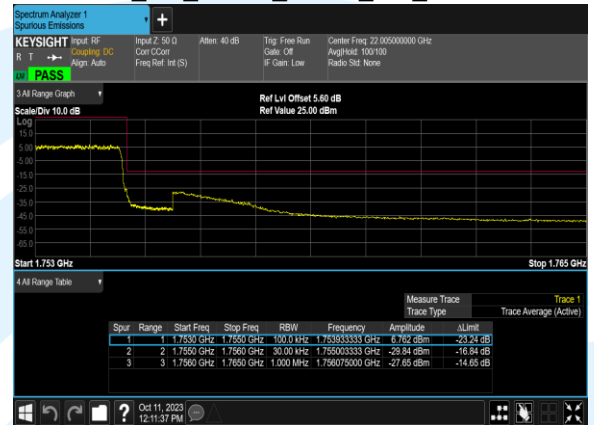 Spectrum Analyzer 1
Spurious Emissions
+
KEYSIGHT Input: RF Input Z: 50 Ω Atten: 40 dB Trig: Free Run Center Freq: 22.005000000 GHz
R T Coupling: DC Corr CCorr Gate: Off Avg|Hold: 100/100
Align: Auto Freq Ref: Int (S) IF Gain: Low Radio Std: None
PASS
3 All Range Graph
Ref Lvl Offset 5.60 dB
Scale/Div 10.0 dB Ref Value 25.00 dBm
Log
15.0
5.00
-5.00
-15.0
-25.0
-35.0
-45.0
-55.0
-65.0
Start 1.753 GHz Stop 1.765 GHz
4 All Range Table
Measure Trace Trace 1
Trace Type Trace Average (Active)
Spur Range Start Freq Stop Freq RBW Frequency Amplitude ΔLimit
1 1 1.7530 GHz 1.7550 GHz 100.0 kHz 1.753933333 GHz 6.762 dBm -23.24 dB
2 2 1.7550 GHz 1.7560 GHz 30.00 kHz 1.755003333 GHz -29.84 dBm -16.84 dB
3 3 1.7560 GHz 1.7650 GHz 1.000 MHz 1.756075000 GHz -27.65 dBm -14.65 dB
? Oct 11, 2023
12:11:37 PM